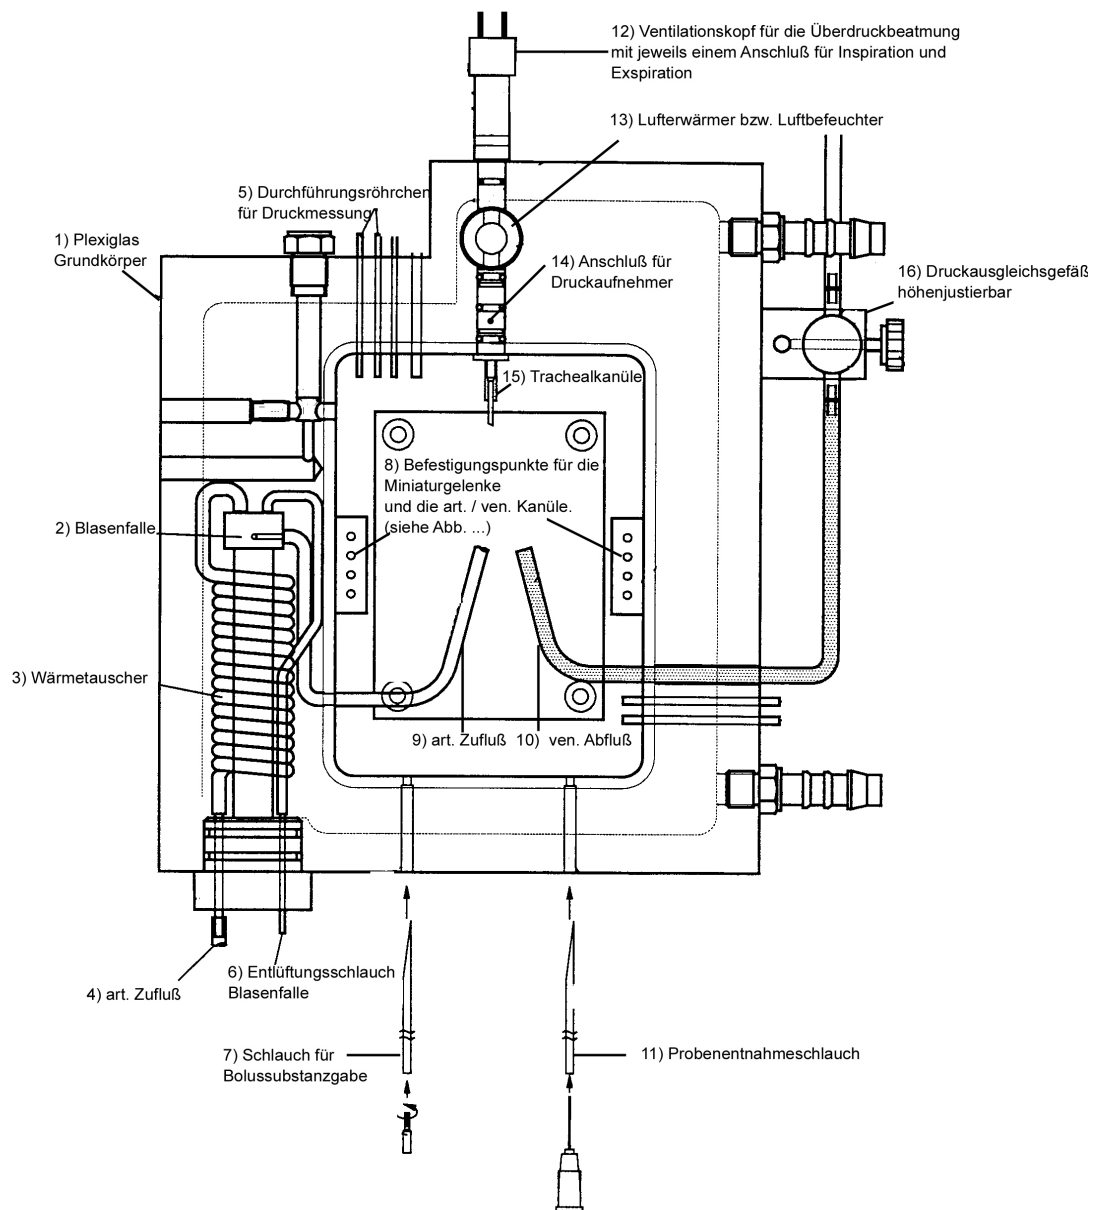 12) Ventilationskopf für die Überdruckbeatmung
mit jeweils einem Anschluß für Inspiration und
Exspiration
13) Lufterwärmer bzw. Luftbefeuchter
5) Durchführungsröhrchen
für Druckmessung
1) Plexiglas
Grundkörper
14) Anschluß für
Druckaufnehmer
16) Druckausgleichsgefäß
höhenjustierbar
15) Trachealkanüle
8) Befestigungspunkte für die
Miniaturgelenke
und die art. / ven. Kanüle.
(siehe Abb. ...)
2) Blasenfalle
3) Wärmetauscher
9) art. Zufluß
10) ven. Abfluß
6) Entlüftungsschlauch
Blasenfalle
4) art. Zufluß
7) Schlauch für
Bolussubstanzgabe
11) Probenentnahmeschlauch